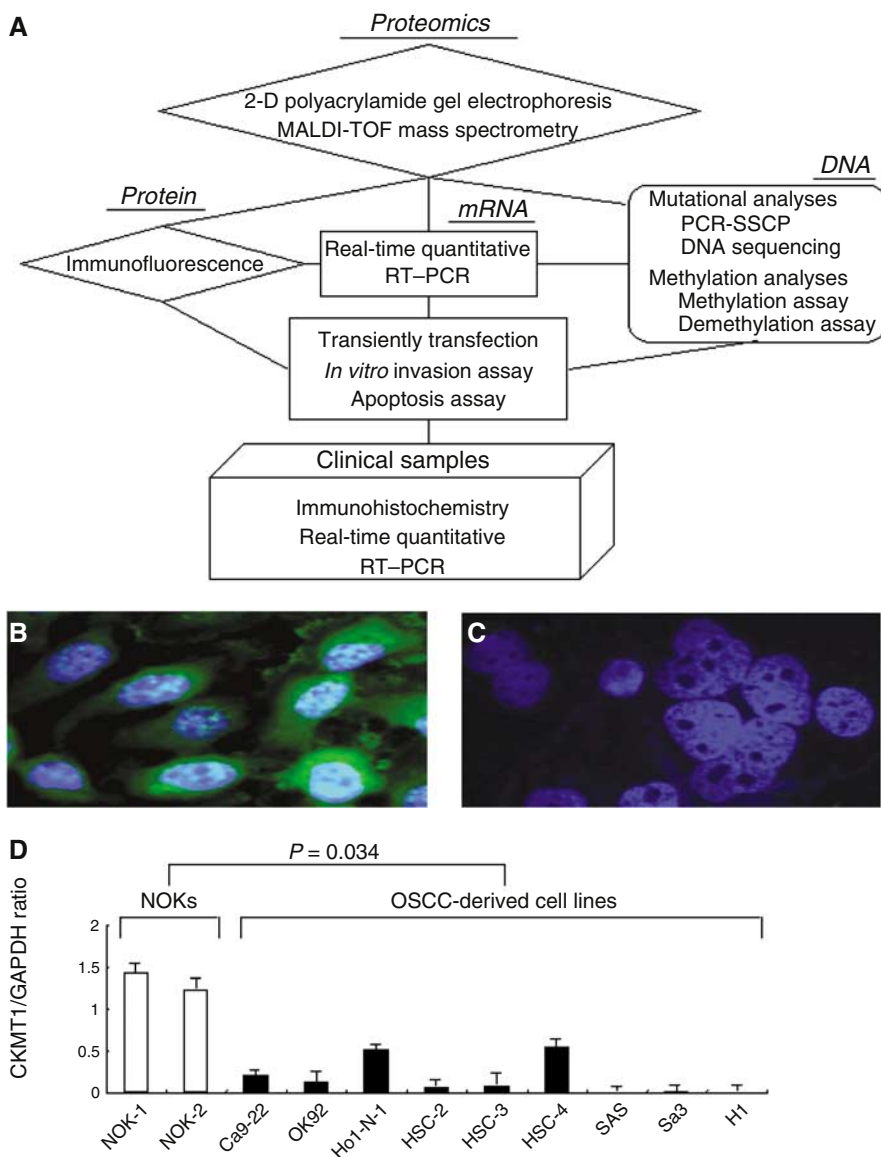 A
Proteomics
2-D polyacrylamide gel electrophoresis
MALDI-TOF mass spectrometry
Protein
mRNA
DNA
Immunofluorescence
Real-time quantitative
RT–PCR
Mutational analyses
PCR-SSCP
DNA sequencing
Methylation analyses
Methylation assay
Demethylation assay
Transiently transfection
In vitro invasion assay
Apoptosis assay
Clinical samples
Immunohistochemistry
Real-time quantitative
RT–PCR
B
C
D
P = 0.034
NOKs
OSCC-derived cell lines
CKMT1/GAPDH ratio
2
1.5
1
0.5
0
NOK-1
NOK-2
Ca9-22
OK92
Ho1-N-1
HSC-2
HSC-3
HSC-4
SAS
Sa3
H1